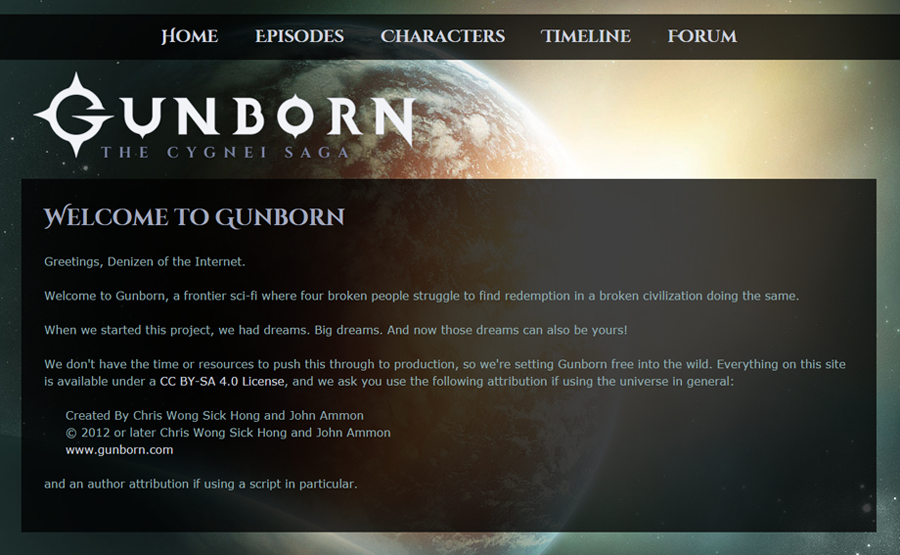 Home Episodes Characters Timeline Forum
Gunborn
THE CYGNEI SAGA
Welcome to Gunborn
Greetings, Denizen of the Internet.
Welcome to Gunborn, a frontier sci-fi where four broken people struggle to find redemption in a broken civilization doing the same.
When we started this project, we had dreams. Big dreams. And now those dreams can also be yours!
We don't have the time or resources to push this through to production, so we're setting Gunborn free into the wild. Everything on this site
is available under a CC BY-SA 4.0 License, and we ask you use the following attribution if using the universe in general:
Created By Chris Wong Sick Hong and John Ammon
© 2012 or later Chris Wong Sick Hong and John Ammon
www.gunborn.com
and an author attribution if using a script in particular.